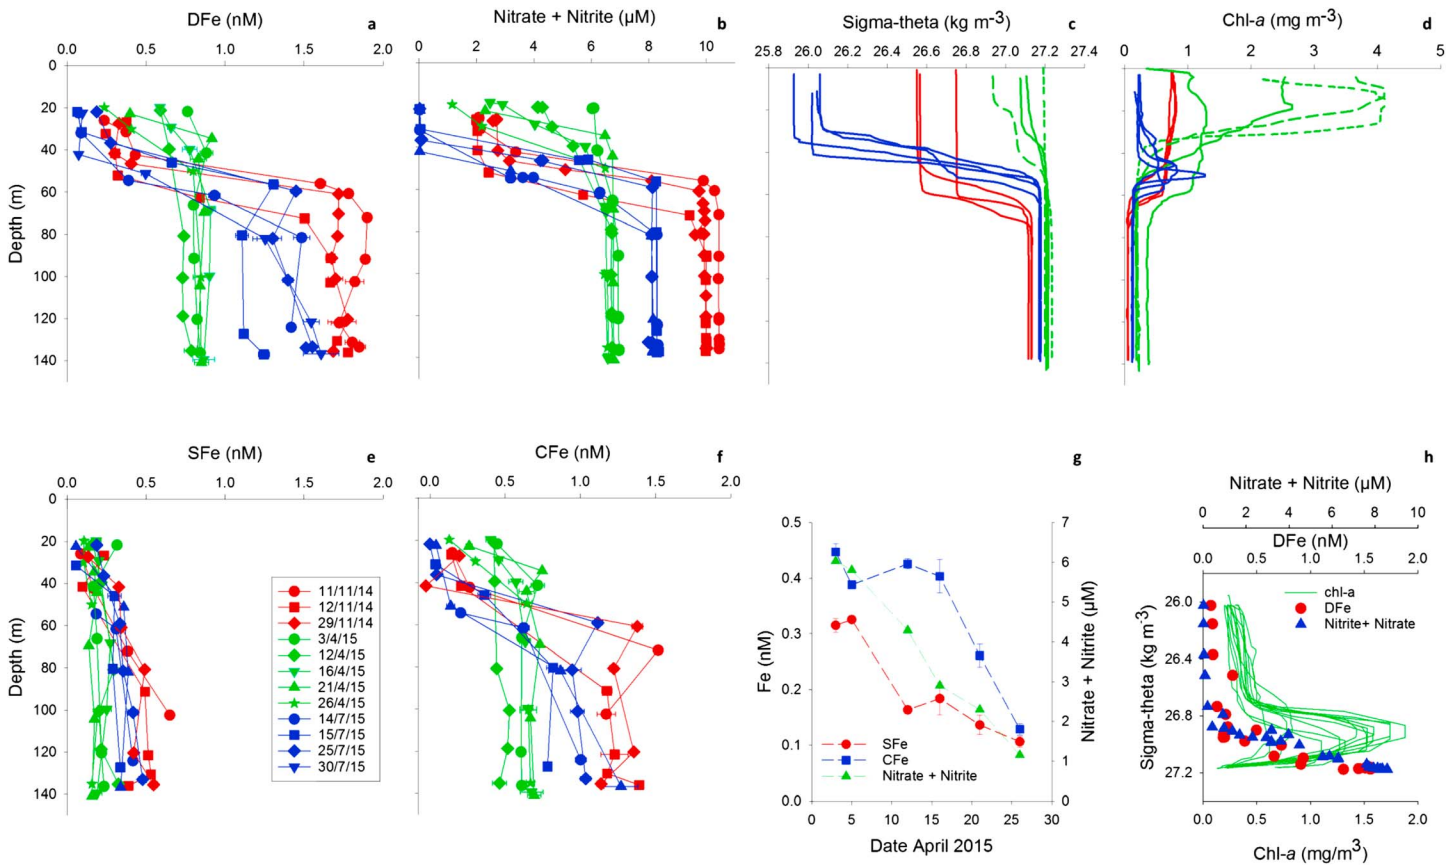 DFe (nM)
a
0.0 0.5 1.0 1.5 2.0
0
20
40
60
80
100
120
140
Depth (m)
Nitrate + Nitrite (µM)
b
0 2 4 6 8 10
Sigma-theta (kg m-3)
c
25.8 26.0 26.2 26.4 26.6 26.8 27.0 27.2 27.4
Chl-a (mg m-3)
d
0 1 2 3 4 5
SFe (nM)
e
0.0 0.5 1.0 1.5 2.0
0
20
40
60
80
100
120
140
Depth (m)
11/11/14
12/11/14
29/11/14
3/4/15
12/4/15
16/4/15
21/4/15
26/4/15
14/7/15
15/7/15
25/7/15
30/7/15
CFe (nM)
f
0.0 0.5 1.0 1.5 2.0
g
0.5
0.4
0.3
0.2
0.1
0.0
Fe (nM)
7
6
5
4
3
2
1
0
Nitrate + Nitrite (µM)
SFe
CFe
Nitrate + Nitrite
0 5 10 15 20 25 30
Date April 2015
h
Nitrate + Nitrite (µM)
0 2 4 6 8 10
DFe (nM)
0.0 0.5 1.0 1.5 2.0
chl-a
DFe
Nitrite+ Nitrate
26.0
26.4
26.8
27.2
Sigma-theta (kg m-3)
0.0 0.5 1.0 1.5 2.0
Chl-a (mg/m3)